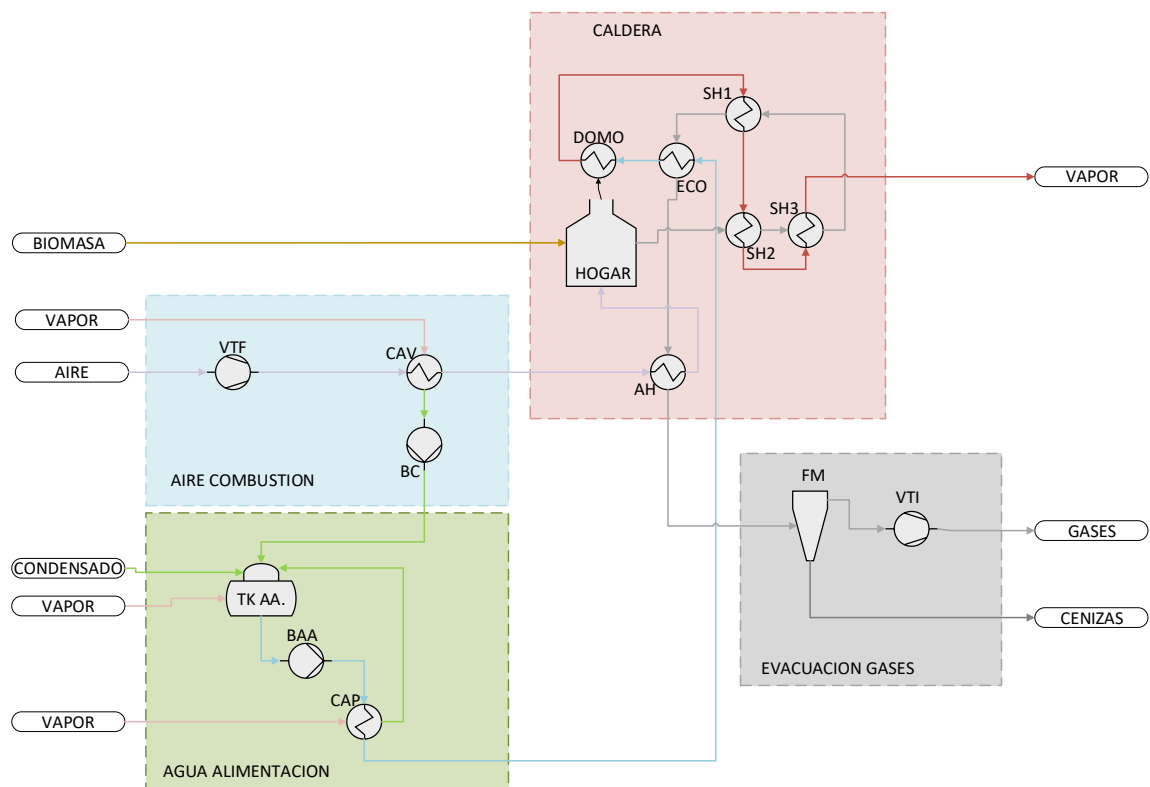 CALDERA
SH1
DOMO
ECO
VAPOR
SH3
BIOMASA
SH2
HOGAR
VAPOR
VTF
CAV
AIRE
AH
BC
AIRE COMBUSTION
FM
VTI
GASES
CONDENSADO
TK AA.
VAPOR
CENIZAS
BAA
EVACUACION GASES
CAP
VAPOR
AGUA ALIMENTACION